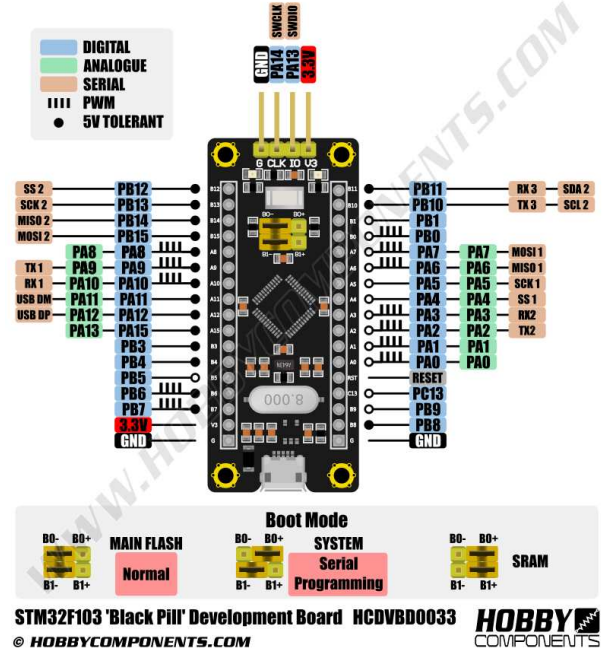 DIGITAL
ANALOGUE
SERIAL
PWM
5V TOLERANT
SWCLK SWDIO
GND PA14 PA13 3.3V
G CLK IO V3
SS 2 PB12 B12 B11 PB11 RX 3 SDA 2
SCK 2 PB13 B13 B10 PB10 TX 3 SCL 2
MISO 2 PB14 B14 B0- B0+ B1 PB1
MOSI 2 PB15 B15 B0 PB0
PA8 PA8 A8 B1- B1+ A7 PA7 PA7 MOSI 1
TX 1 PA9 PA9 A9 A6 PA6 PA6 MISO 1
RX 1 PA10 PA10 A10 A5 PA5 PA5 SCK 1
USB DM PA11 PA11 A11 A4 PA4 PA4 SS 1
USB DP PA12 PA12 A12 A3 PA3 PA3 RX2
PA13 PA15 A15 A2 PA2 PA2 TX2
PB3 B3 A1 PA1 PA1
PB4 B4 A0 PA0 PA0
PB5 B5 RST RESET
PB6 B6 8.000 C13 PC13
PB7 B7 B9 PB9
3.3V V3 B8 PB8
GND G G GND
WWW.HOBBYCOMPONENTS.COM
Boot Mode
B0- B0+ MAIN FLASH B0- B0+ SYSTEM B0- B0+
Normal Serial Programming SRAM
B1- B1+ B1- B1+ B1- B1+
STM32F103 'Black Pill' Development Board HCDVBD0033
HOBBY
COMPONENTS
© HOBBYCOMPONENTS.COM